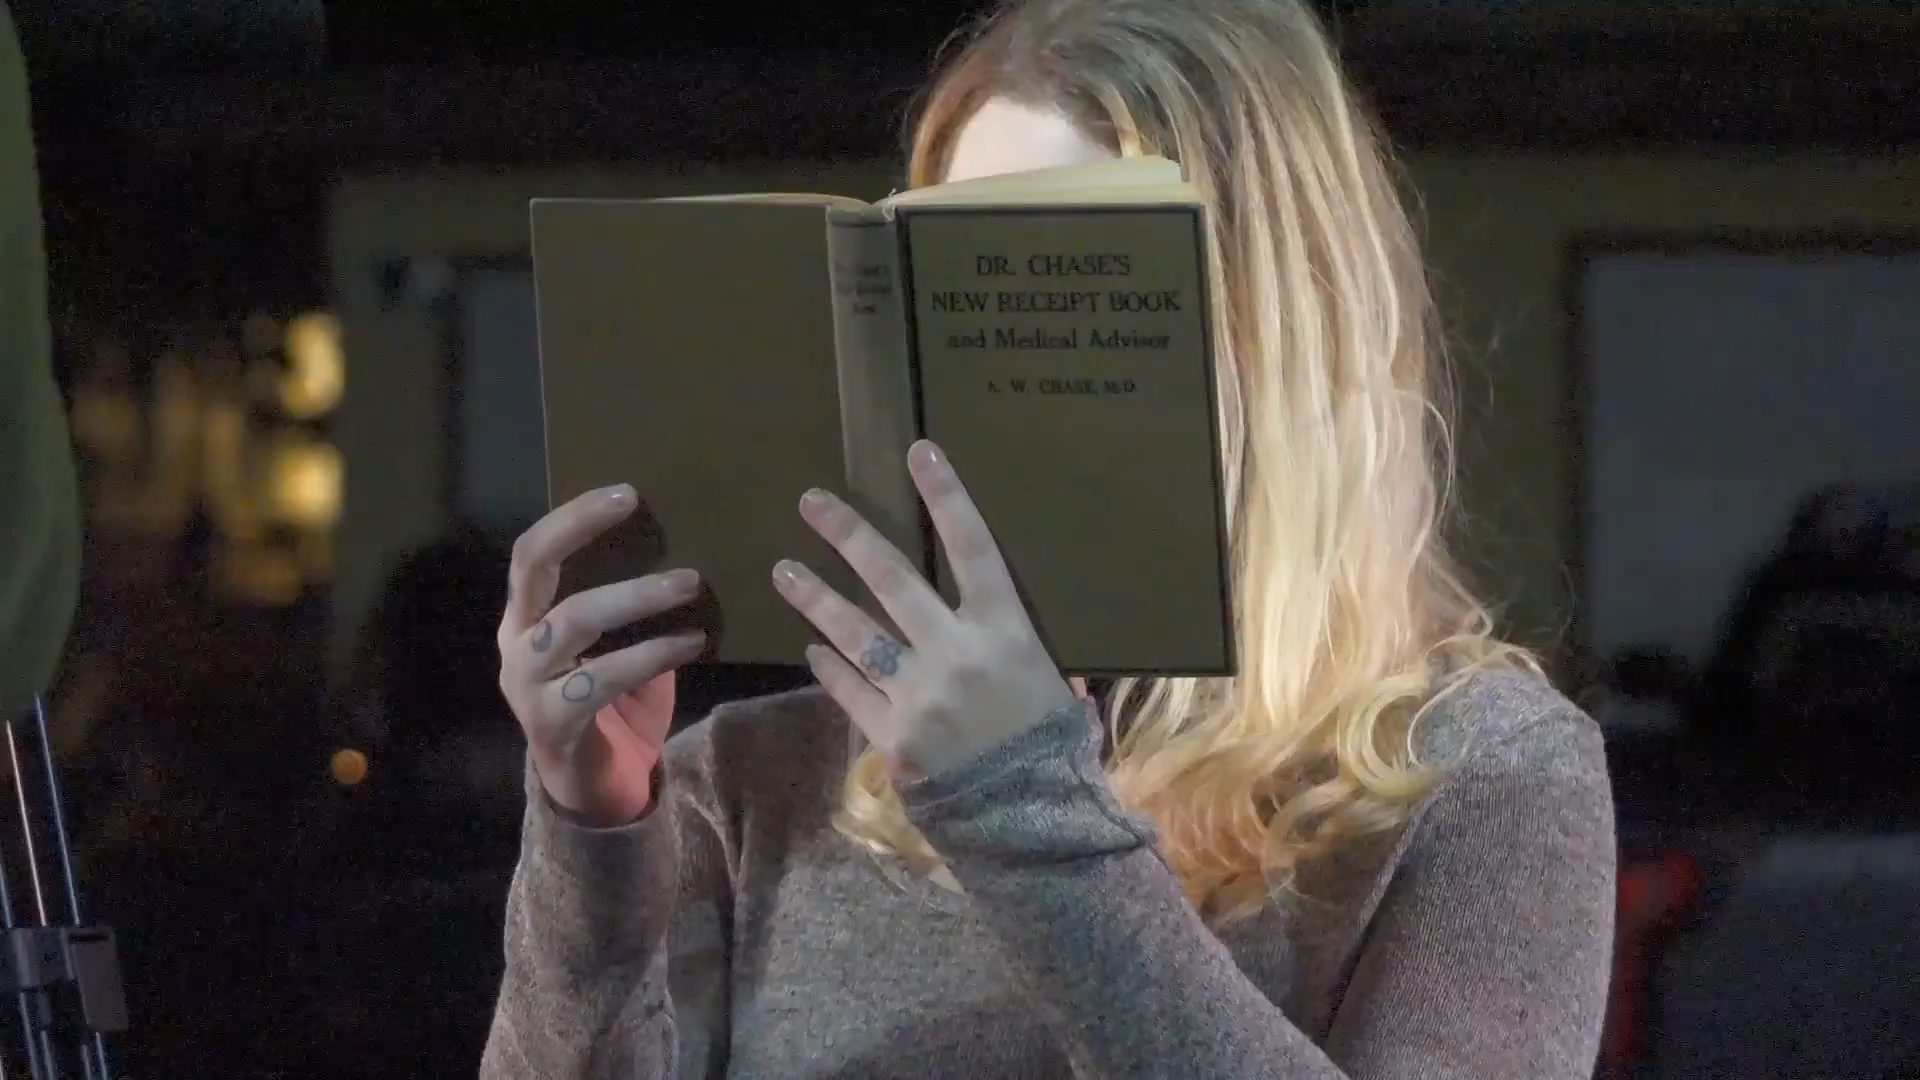 DR. CHASE'S
NEW RECEIPT BOOK
and Medical Advisor
A. W. CHASE, M.D.